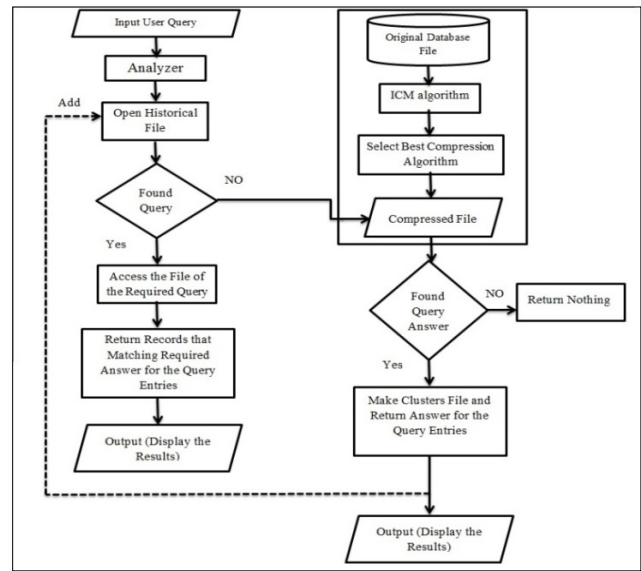 Input User Query
Analyzer
Add
Open Historical
File
Found
Query
NO
Yes
Access the File of
the Required Query
Return Records that
Matching Required
Answer for the Query
Entries
Output (Display the
Results)
Original Database
File
ICM algorithm
Select Best Compression
Algorithm
Compressed File
Found
Query
Answer
NO
Return Nothing
Yes
Make Clusters File and
Return Answer for the
Query Entries
Output (Display the
Results)